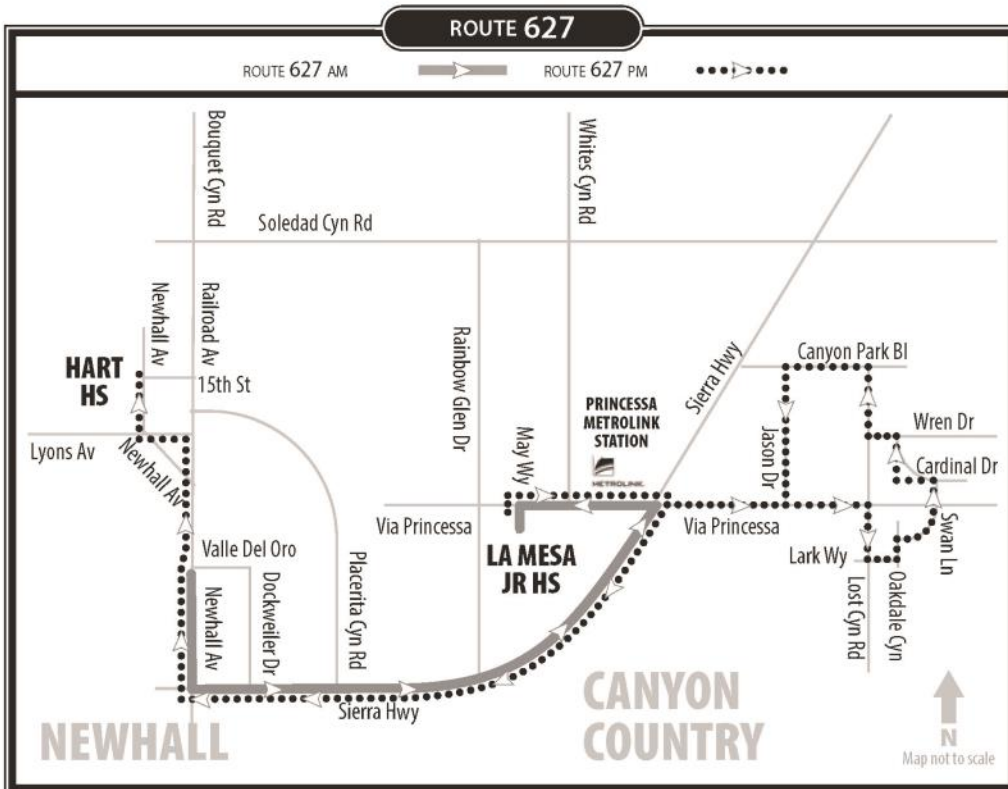 ROUTE 627
ROUTE 627 AM
ROUTE 627 PM
Bouquet Cyn Rd
Whites Cyn Rd
Soledad Cyn Rd
Newhall Av
Railroad Av
Rainbow Glen Dr
Sierra Hwy
HART
HS
15th St
Canyon Park Bl
PRINCESSA
METROLINK
STATION
METROLINK
May Wy
Jason Dr
Wren Dr
Lyons Av
Newhall Av
Cardinal Dr
Via Princessa
Via Princessa
Swan Ln
LA MESA
JR HS
Valle Del Oro
Lark Wy
Newhall Av
Dockweiler Dr
Placerita Cyn Rd
Lost Cyn Rd
Oakdale Cyn
Sierra Hwy
NEWHALL
CANYON
COUNTRY
N
Map not to scale